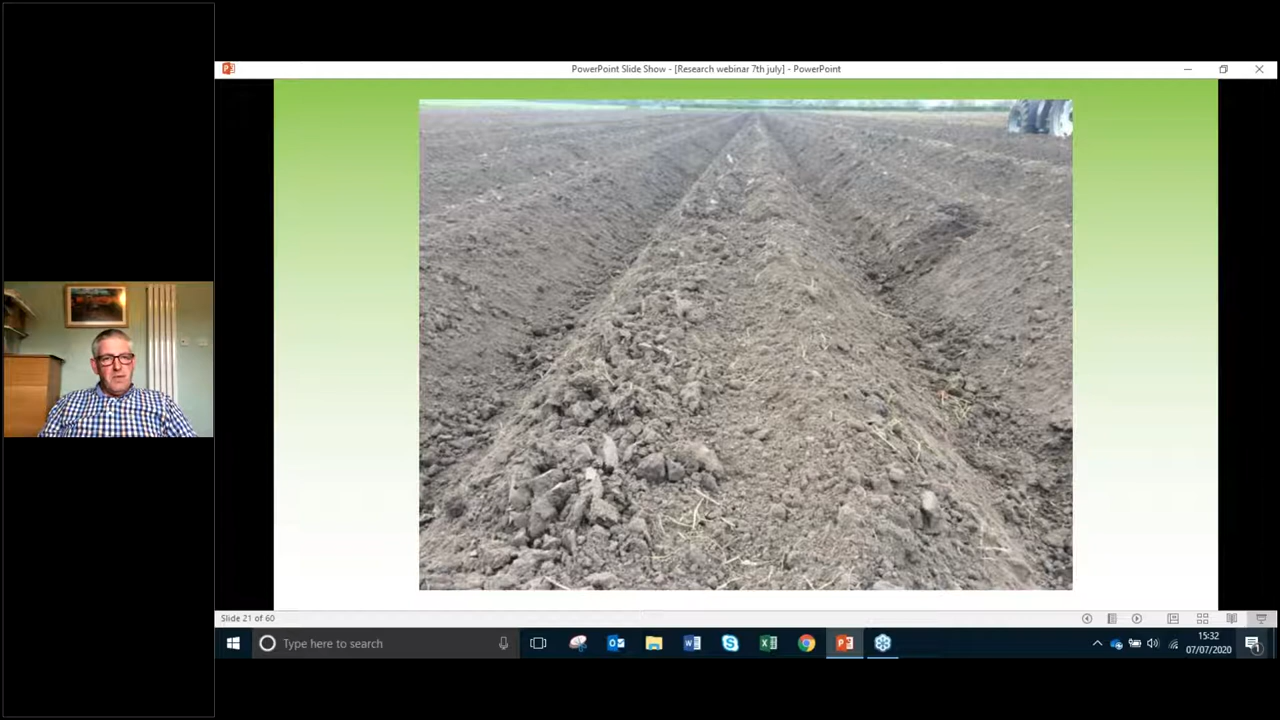 PowerPoint Slide Show - [Research webinar 7th july] - PowerPoint
Slide 21 of 60
Type here to search
15:32
07/07/2020
1